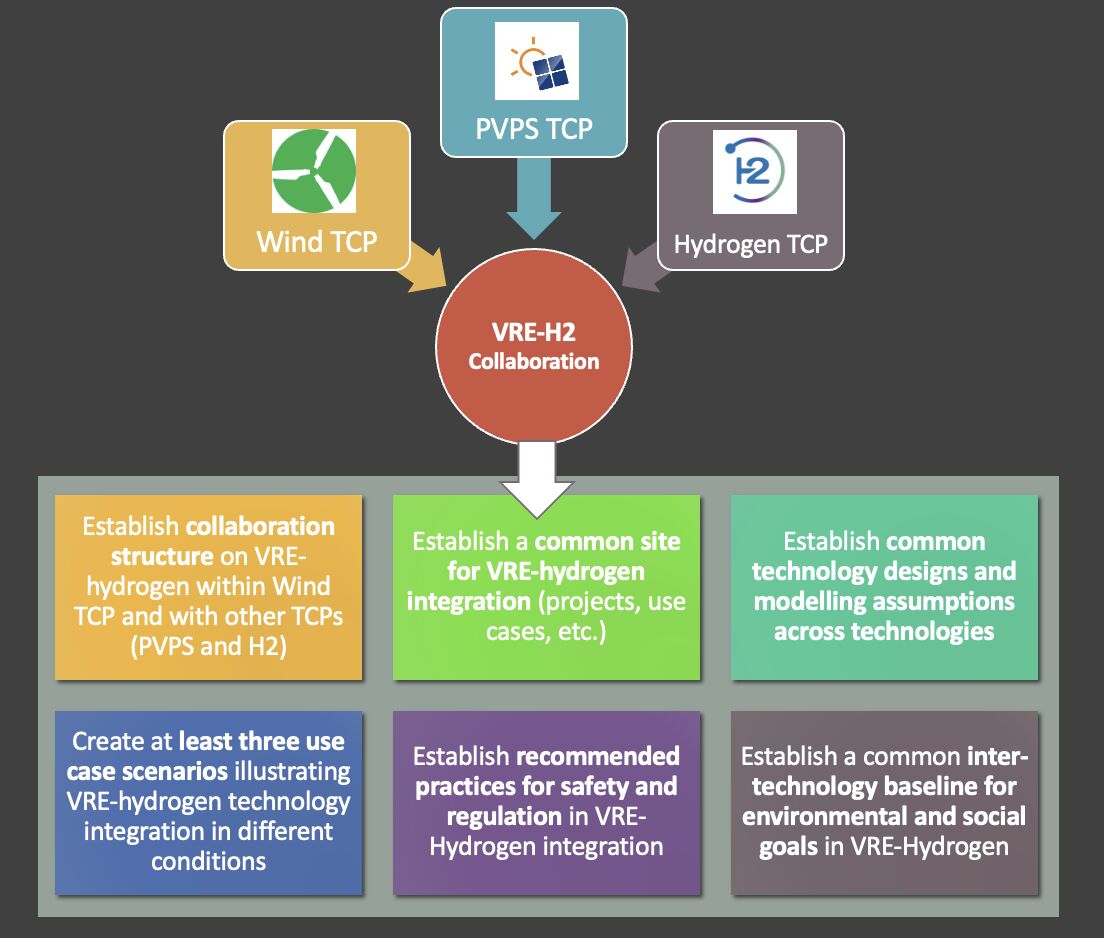 PVPS TCP
Wind TCP
H2
Hydrogen TCP
VRE-H2
Collaboration
Establish collaboration
structure on VRE-
hydrogen within Wind
TCP and with other TCPs
(PVPS and H2)
Establish a common site
for VRE-hydrogen
integration (projects, use
cases, etc.)
Establish common
technology designs and
modelling assumptions
across technologies
Create at least three use
case scenarios illustrating
VRE-hydrogen technology
integration in different
conditions
Establish recommended
practices for safety and
regulation in VRE-
Hydrogen integration
Establish a common inter-
technology baseline for
environmental and social
goals in VRE-Hydrogen